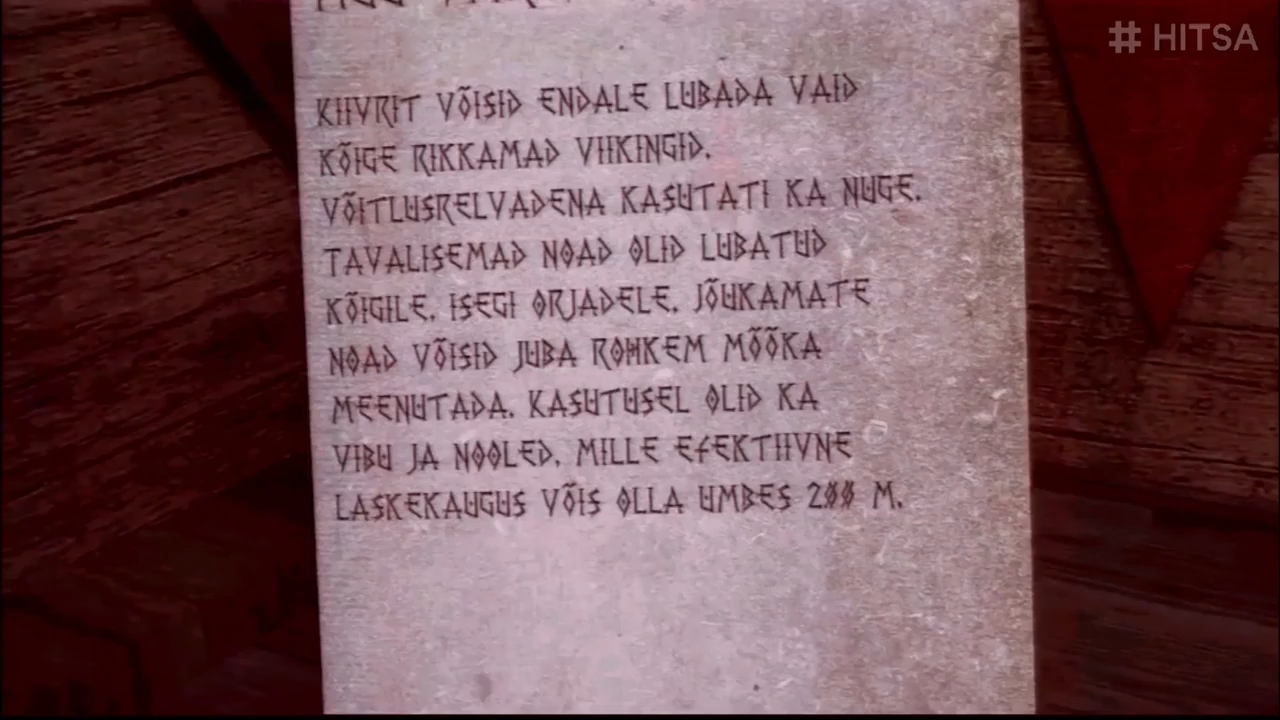 # HITSA
KIIVRIT VÕISID ENDALE LUBADA VAID
KÕIGE RIKKAMAD VIIKINGID.
VÕITLUSRELVADENA KASUTATI KA NUGE.
TAVALISEMAD NOAD OLID LUBATUD
KÕIGILE, ISEGI ORJADELE, JÕUKAMATE
NOAD VÕISID JUBA ROHKEM MÕÕKA
MEENUTADA. KASUTUSEL OLID KA
VIBU JA NOOLED, MILLE EFEKTIIVNE
LASKEKAUGUS VÕIS OLLA UMBES 200 M.